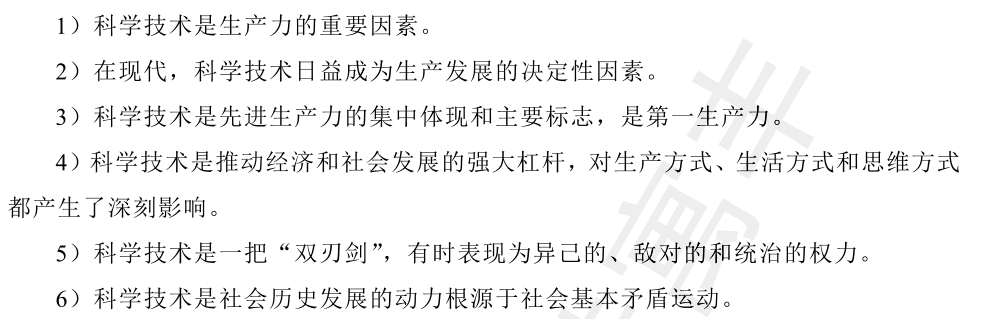 1）科学技术是生产力的重要因素。
2）在现代，科学技术日益成为生产发展的决定性因素。
3）科学技术是先进生产力的集中体现和主要标志，是第一生产力。
4）科学技术是推动经济和社会发展的强大杠杆，对生产方式、生活方式和思维方式
都产生了深刻影响。
5）科学技术是一把“双刃剑”，有时表现为异己的、敌对的和统治的权力。
6）科学技术是社会历史发展的动力根源于社会基本矛盾运动。